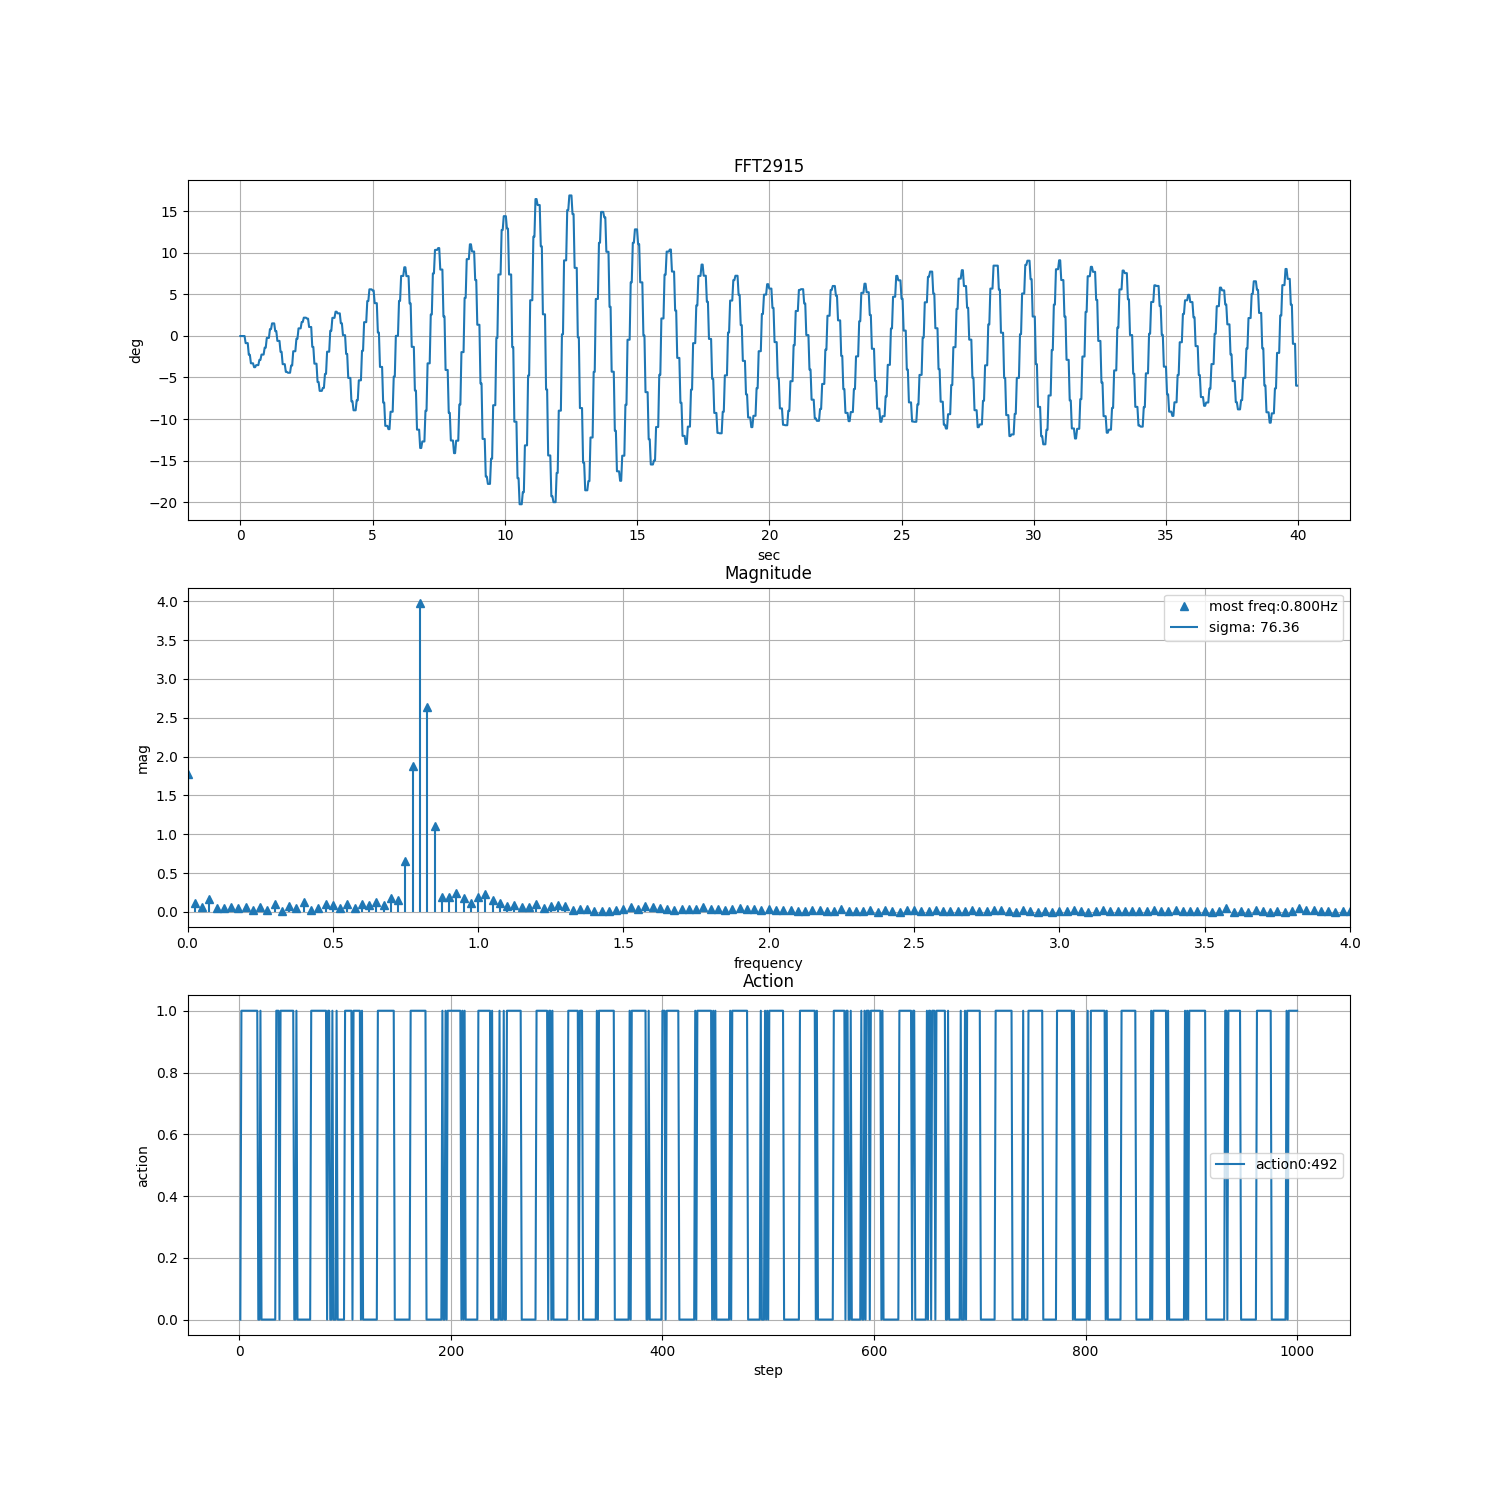 FFT2915
deg
15
10
5
0
−5
−10
−15
−20
0 5 10 15 20 25 30 35 40
sec
Magnitude
mag
4.0
3.5
3.0
2.5
2.0
1.5
1.0
0.5
0.0
most freq:0.800Hz
sigma: 76.36
0.0 0.5 1.0 1.5 2.0 2.5 3.0 3.5 4.0
frequency
Action
action
1.0
0.8
0.6
0.4
0.2
0.0
action0:492
0 200 400 600 800 1000
step